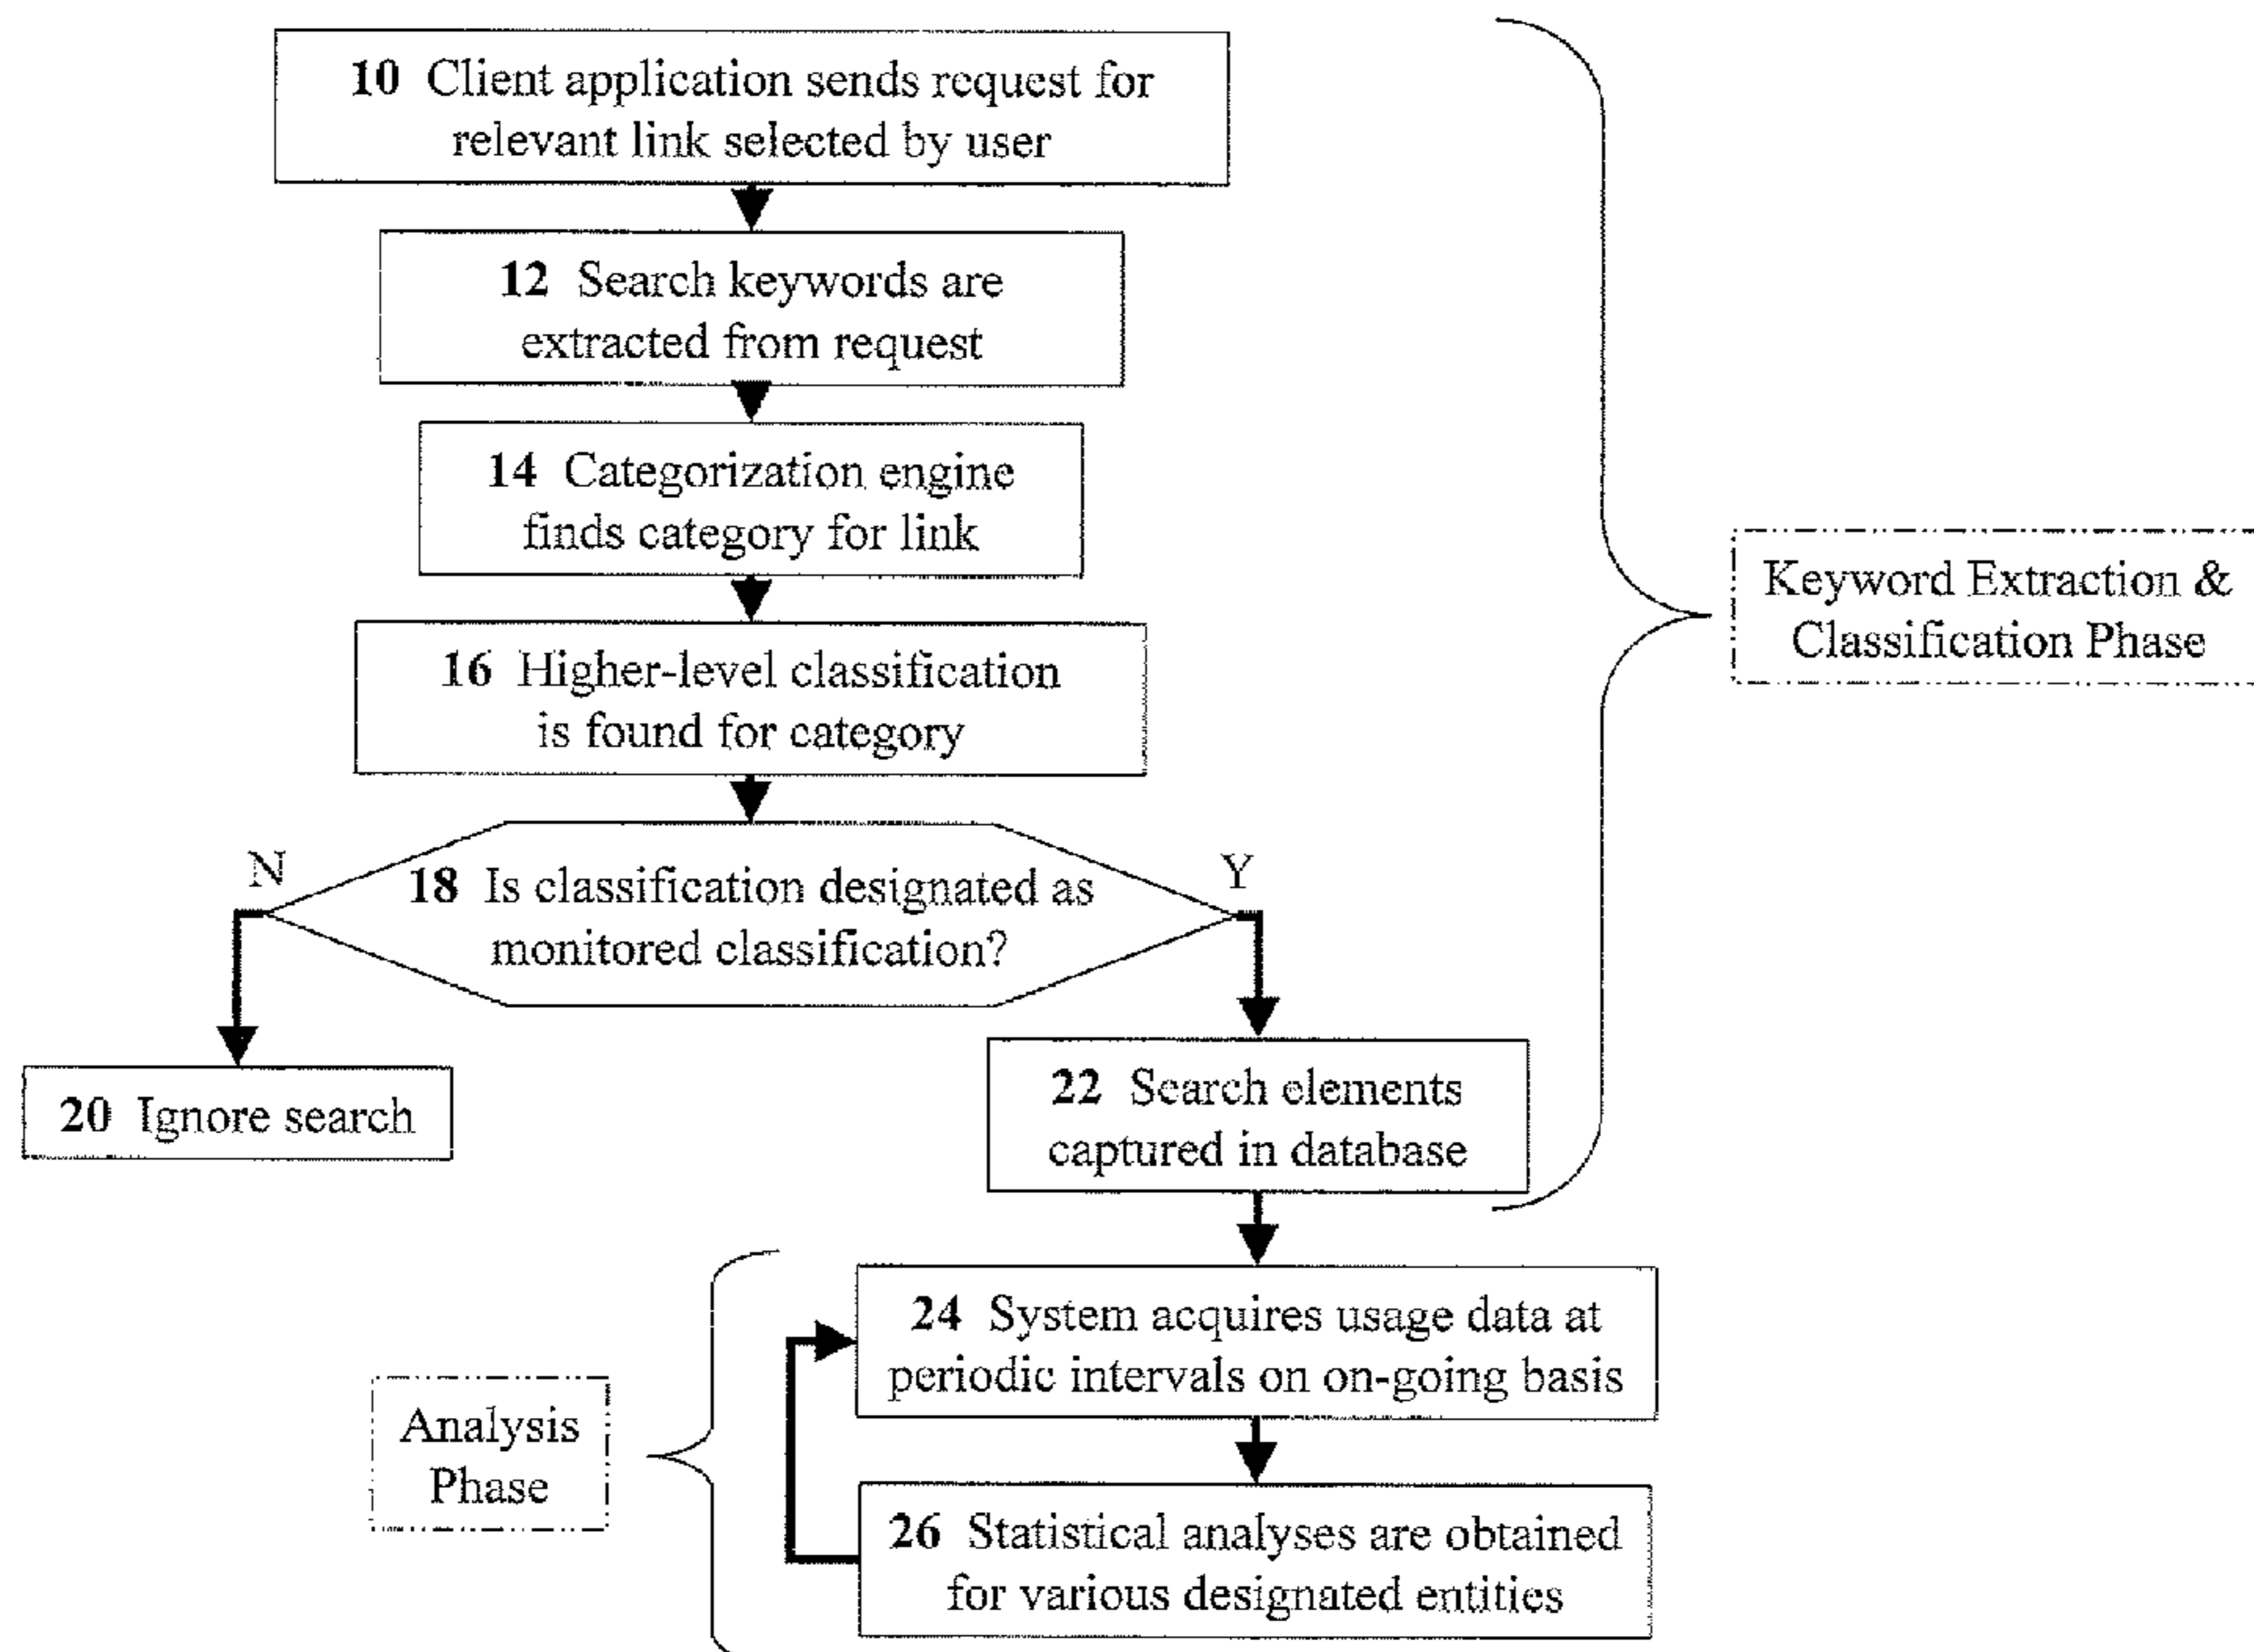 10 Client application sends request for
relevant link selected by user
12 Search keywords are
extracted from request
14 Categorization engine
finds category for link
16 Higher-level classification
is found for category
Keyword Extraction &
Classification Phase
N
Y
18 Is classification designated as
monitored classification?
20 Ignore search
22 Search elements
captured in database
24 System acquires usage data at
periodic intervals on on-going basis
Analysis
Phase
26 Statistical analyses are obtained
for various designated entities